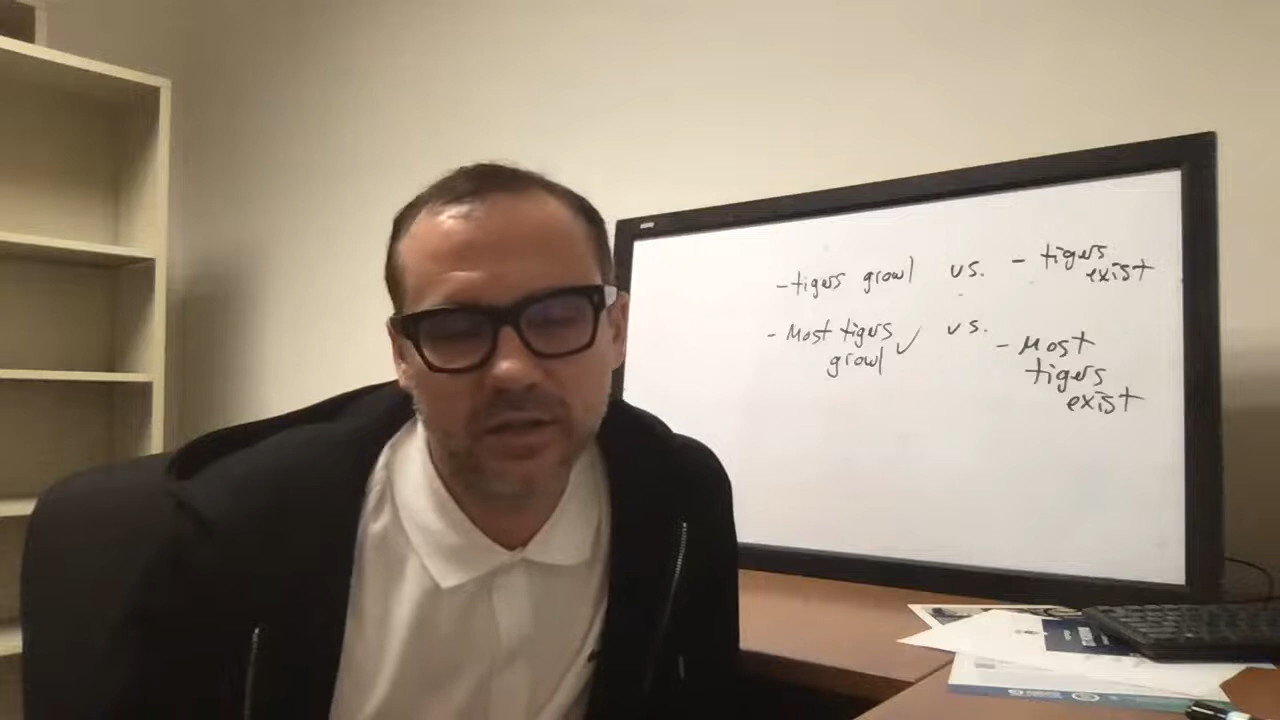 - tigers growl vs. - tigers
exist
- Most tigers vs.
growl ✓
- Most
tigers
exist